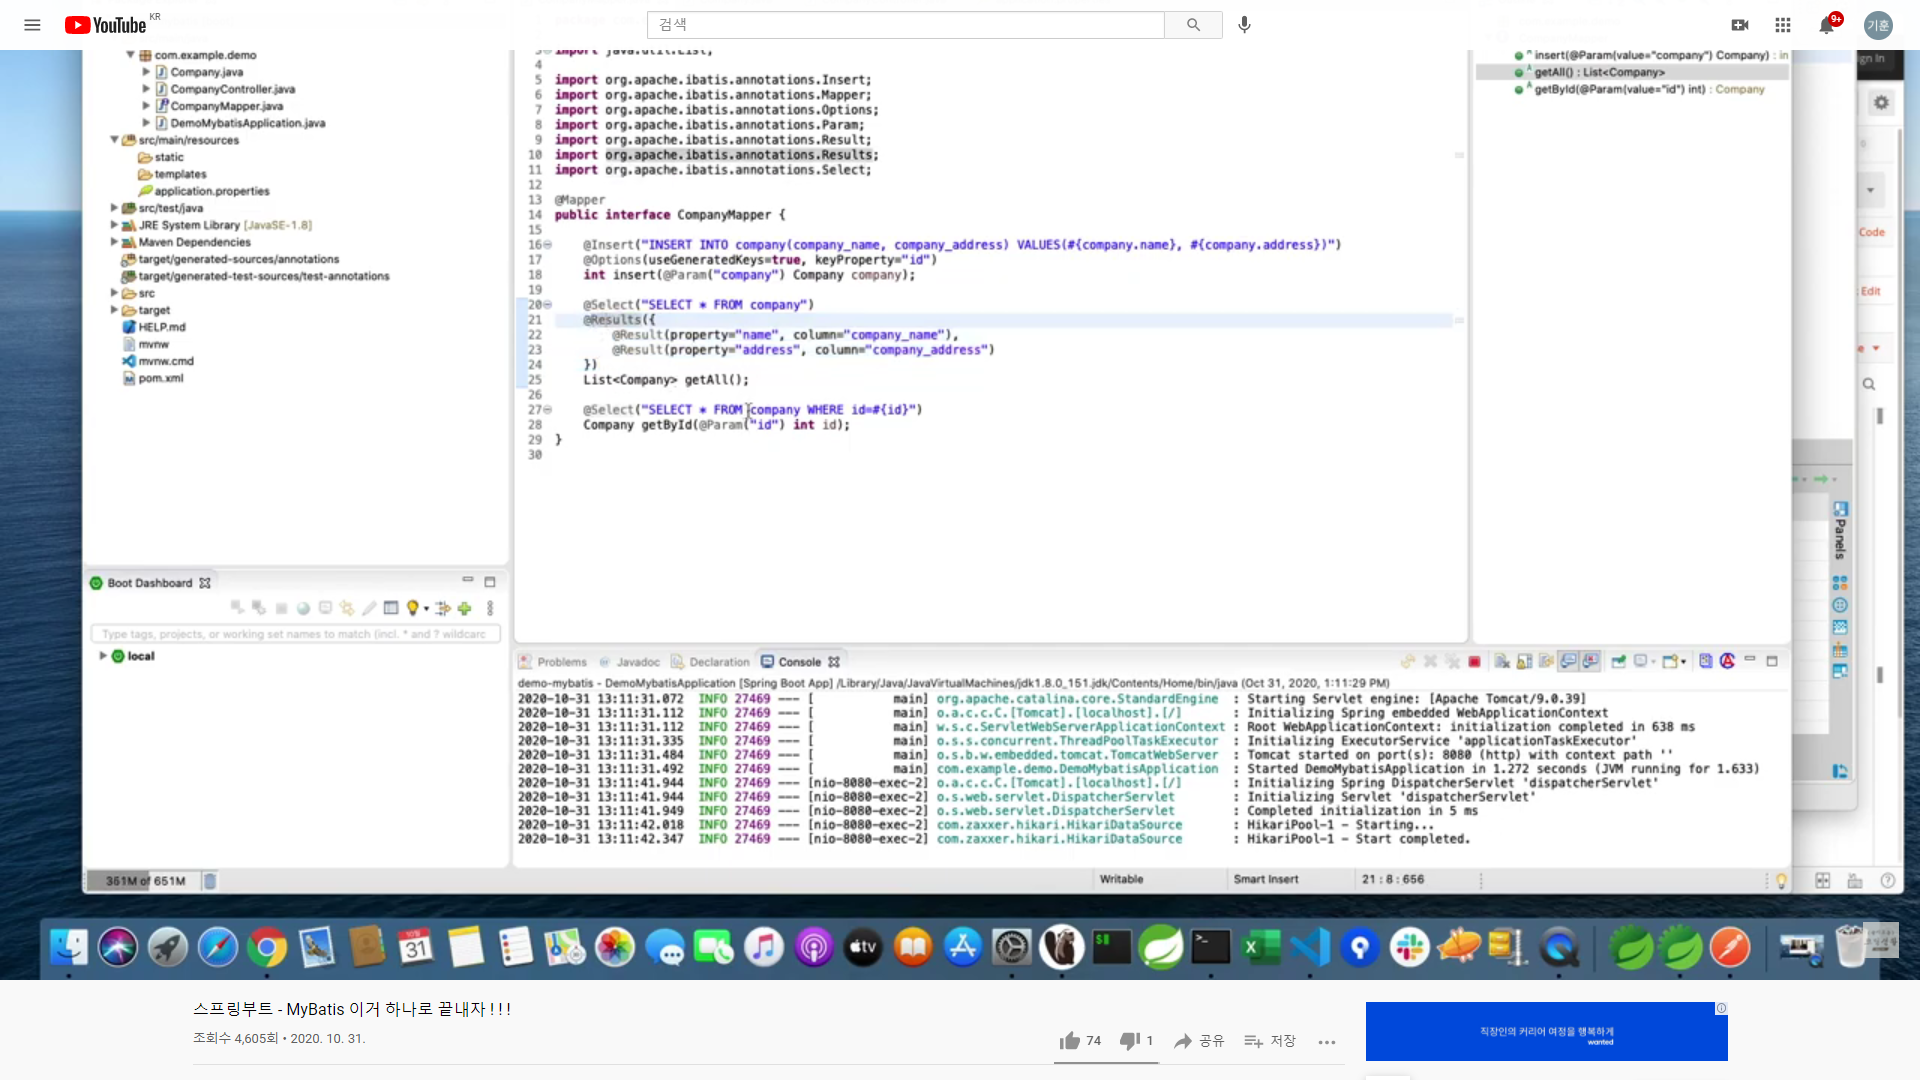 YouTube KR
검색
9+
기훈
com.example.demo
Company.java
CompanyController.java
CompanyMapper.java
DemoMybatisApplication.java
src/main/resources
static
templates
application.properties
src/test/java
JRE System Library [JavaSE-1.8]
Maven Dependencies
target/generated-sources/annotations
target/generated-test-sources/test-annotations
src
target
HELP.md
mvnw
mvnw.cmd
pom.xml
3 import java.util.List;
4
5 import org.apache.ibatis.annotations.Insert;
6 import org.apache.ibatis.annotations.Mapper;
7 import org.apache.ibatis.annotations.Options;
8 import org.apache.ibatis.annotations.Param;
9 import org.apache.ibatis.annotations.Result;
10 import org.apache.ibatis.annotations.Results;
11 import org.apache.ibatis.annotations.Select;
12
13 @Mapper
14 public interface CompanyMapper {
15
16 @Insert("INSERT INTO company(company_name, company_address) VALUES(#{company.name}, #{company.address})")
17 @Options(useGeneratedKeys=true, keyProperty="id")
18 int insert(@Param("company") Company company);
19
20 @Select("SELECT * FROM company")
21 @Results({
22 @Result(property="name", column="company_name"),
23 @Result(property="address", column="company_address")
24 })
25 List<Company> getAll();
26
27 @Select("SELECT * FROM company WHERE id=#{id}")
28 Company getById(@Param("id") int id);
29 }
30
insert(@Param(value="company") Company) : in
getAll() : List<Company>
getById(@Param(value="id") int) : Company
gn In
Code
Edit
Panels
Boot Dashboard
Type tags, projects, or working set names to match (incl. * and ? wildcarc
local
Problems Javadoc Declaration Console
demo-mybatis - DemoMybatisApplication [Spring Boot App] /Library/Java/JavaVirtualMachines/jdk1.8.0_151.jdk/Contents/Home/bin/java (Oct 31, 2020, 1:11:29 PM)
2020-10-31 13:11:31.072 INFO 27469 --- [ main] org.apache.catalina.core.StandardEngine : Starting Servlet engine: [Apache Tomcat/9.0.39]
2020-10-31 13:11:31.112 INFO 27469 --- [ main] o.a.c.c.C.[Tomcat].[localhost].[/] : Initializing Spring embedded WebApplicationContext
2020-10-31 13:11:31.112 INFO 27469 --- [ main] w.s.c.ServletWebServerApplicationContext : Root WebApplicationContext: initialization completed in 638 ms
2020-10-31 13:11:31.335 INFO 27469 --- [ main] o.s.s.concurrent.ThreadPoolTaskExecutor : Initializing ExecutorService 'applicationTaskExecutor'
2020-10-31 13:11:31.484 INFO 27469 --- [ main] o.s.b.w.embedded.tomcat.TomcatWebServer : Tomcat started on port(s): 8080 (http) with context path ''
2020-10-31 13:11:31.492 INFO 27469 --- [ main] com.example.demo.DemoMybatisApplication : Started DemoMybatisApplication in 1.272 seconds (JVM running for 1.633)
2020-10-31 13:11:41.944 INFO 27469 --- [nio-8080-exec-2] o.a.c.c.C.[Tomcat].[localhost].[/] : Initializing Spring DispatcherServlet 'dispatcherServlet'
2020-10-31 13:11:41.944 INFO 27469 --- [nio-8080-exec-2] o.s.web.servlet.DispatcherServlet : Initializing Servlet 'dispatcherServlet'
2020-10-31 13:11:41.949 INFO 27469 --- [nio-8080-exec-2] o.s.web.servlet.DispatcherServlet : Completed initialization in 5 ms
2020-10-31 13:11:42.018 INFO 27469 --- [nio-8080-exec-2] com.zaxxer.hikari.HikariDataSource : HikariPool-1 - Starting...
2020-10-31 13:11:42.347 INFO 27469 --- [nio-8080-exec-2] com.zaxxer.hikari.HikariDataSource : HikariPool-1 - Start completed.
351M of 651M
Writable
Smart Insert
21 : 8 : 656
31
tv
스프링부트 - MyBatis 이거 하나로 끝내자 ! ! !
조회수 4,605회 • 2020. 10. 31.
74
1
공유
저장
직장인의 커리어 여정을 행복하게
wanted